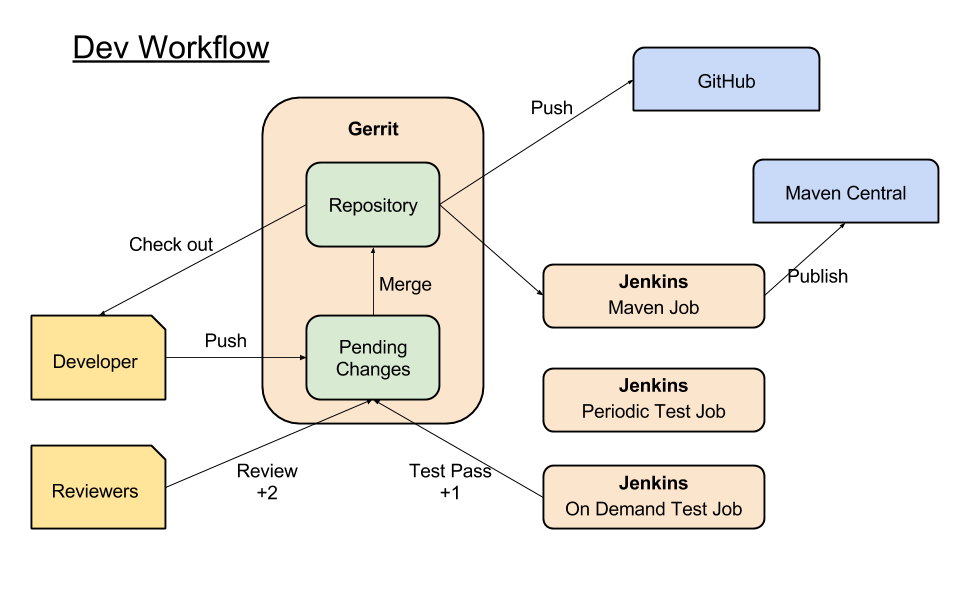 Dev Workflow
GitHub
Push
Gerrit
Maven Central
Repository
Check out
Jenkins
Maven Job
Publish
Merge
Developer
Push
Pending
Changes
Jenkins
Periodic Test Job
Reviewers
Review
+2
Test Pass
+1
Jenkins
On Demand Test Job